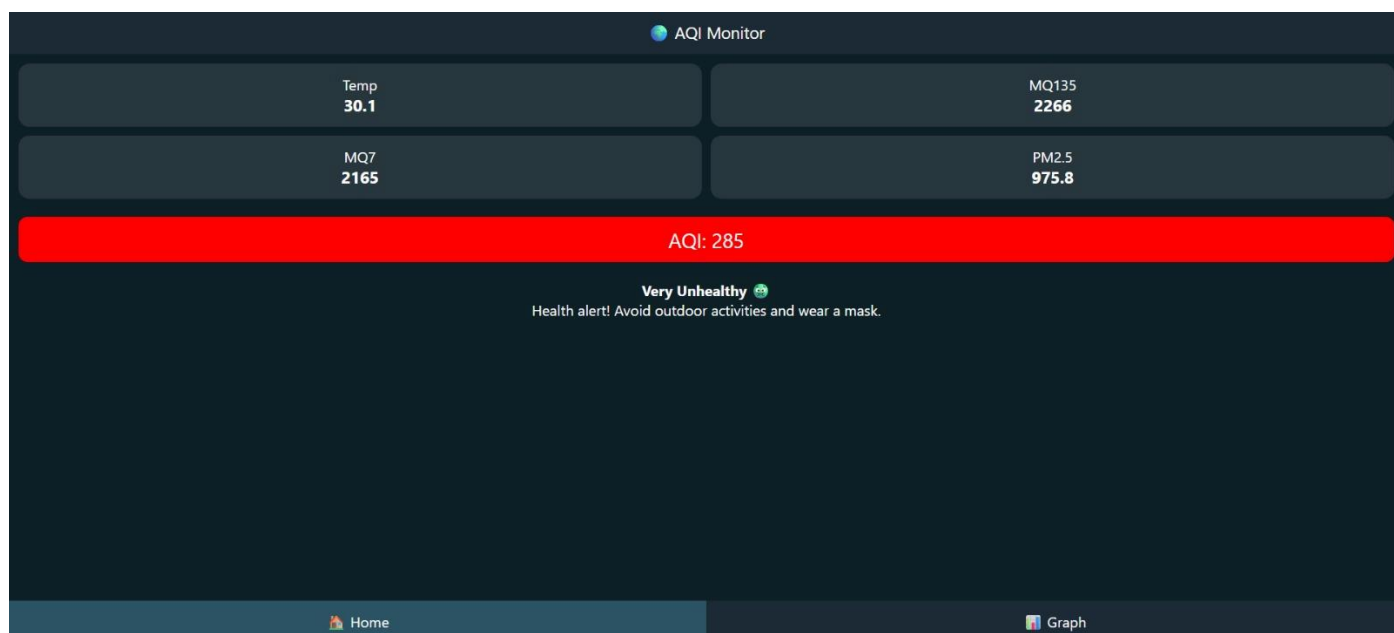 🌍 AQI Monitor
Temp
30.1
MQ135
2266
MQ7
2165
PM2.5
975.8
AQI: 285
Very Unhealthy 🤢
Health alert! Avoid outdoor activities and wear a mask.
🏠 Home
📊 Graph